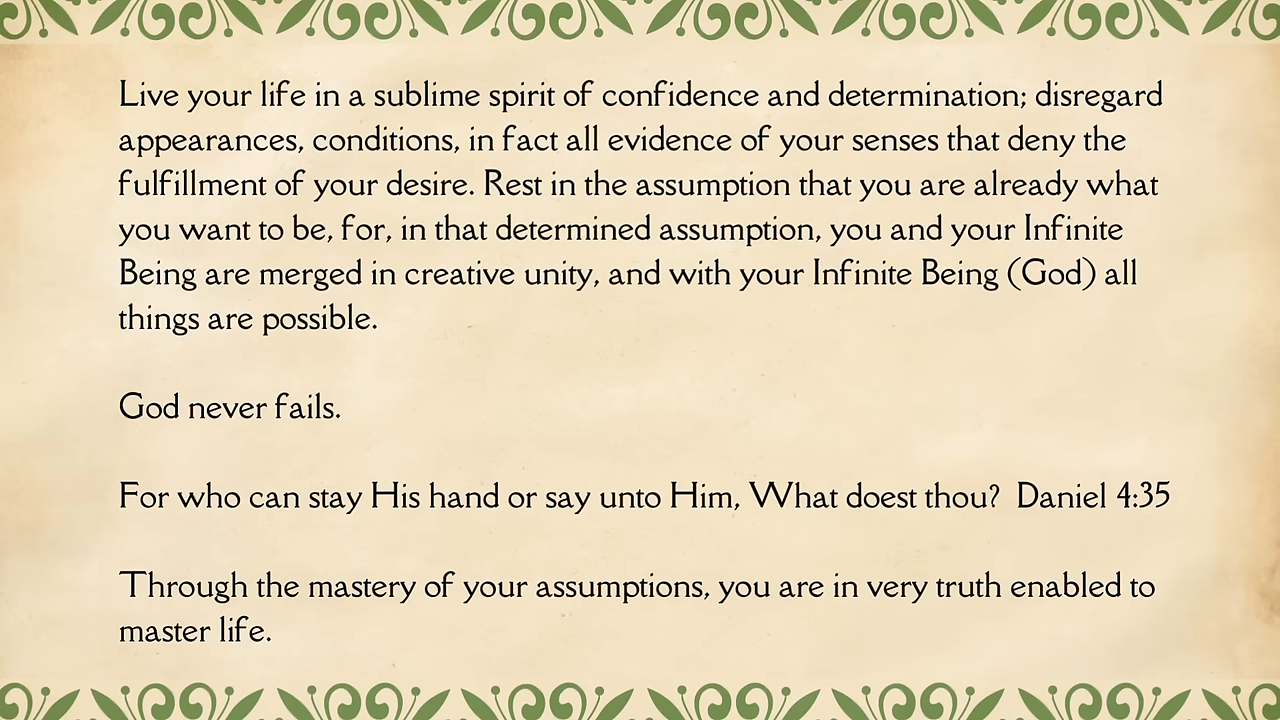 Live your life in a sublime spirit of confidence and determination; disregard
appearances, conditions, in fact all evidence of your senses that deny the
fulfillment of your desire. Rest in the assumption that you are already what
you want to be, for, in that determined assumption, you and your Infinite
Being are merged in creative unity, and with your Infinite Being (God) all
things are possible.
God never fails.
For who can stay His hand or say unto Him, What doest thou?  Daniel 4:35
Through the mastery of your assumptions, you are in very truth enabled to
master life.